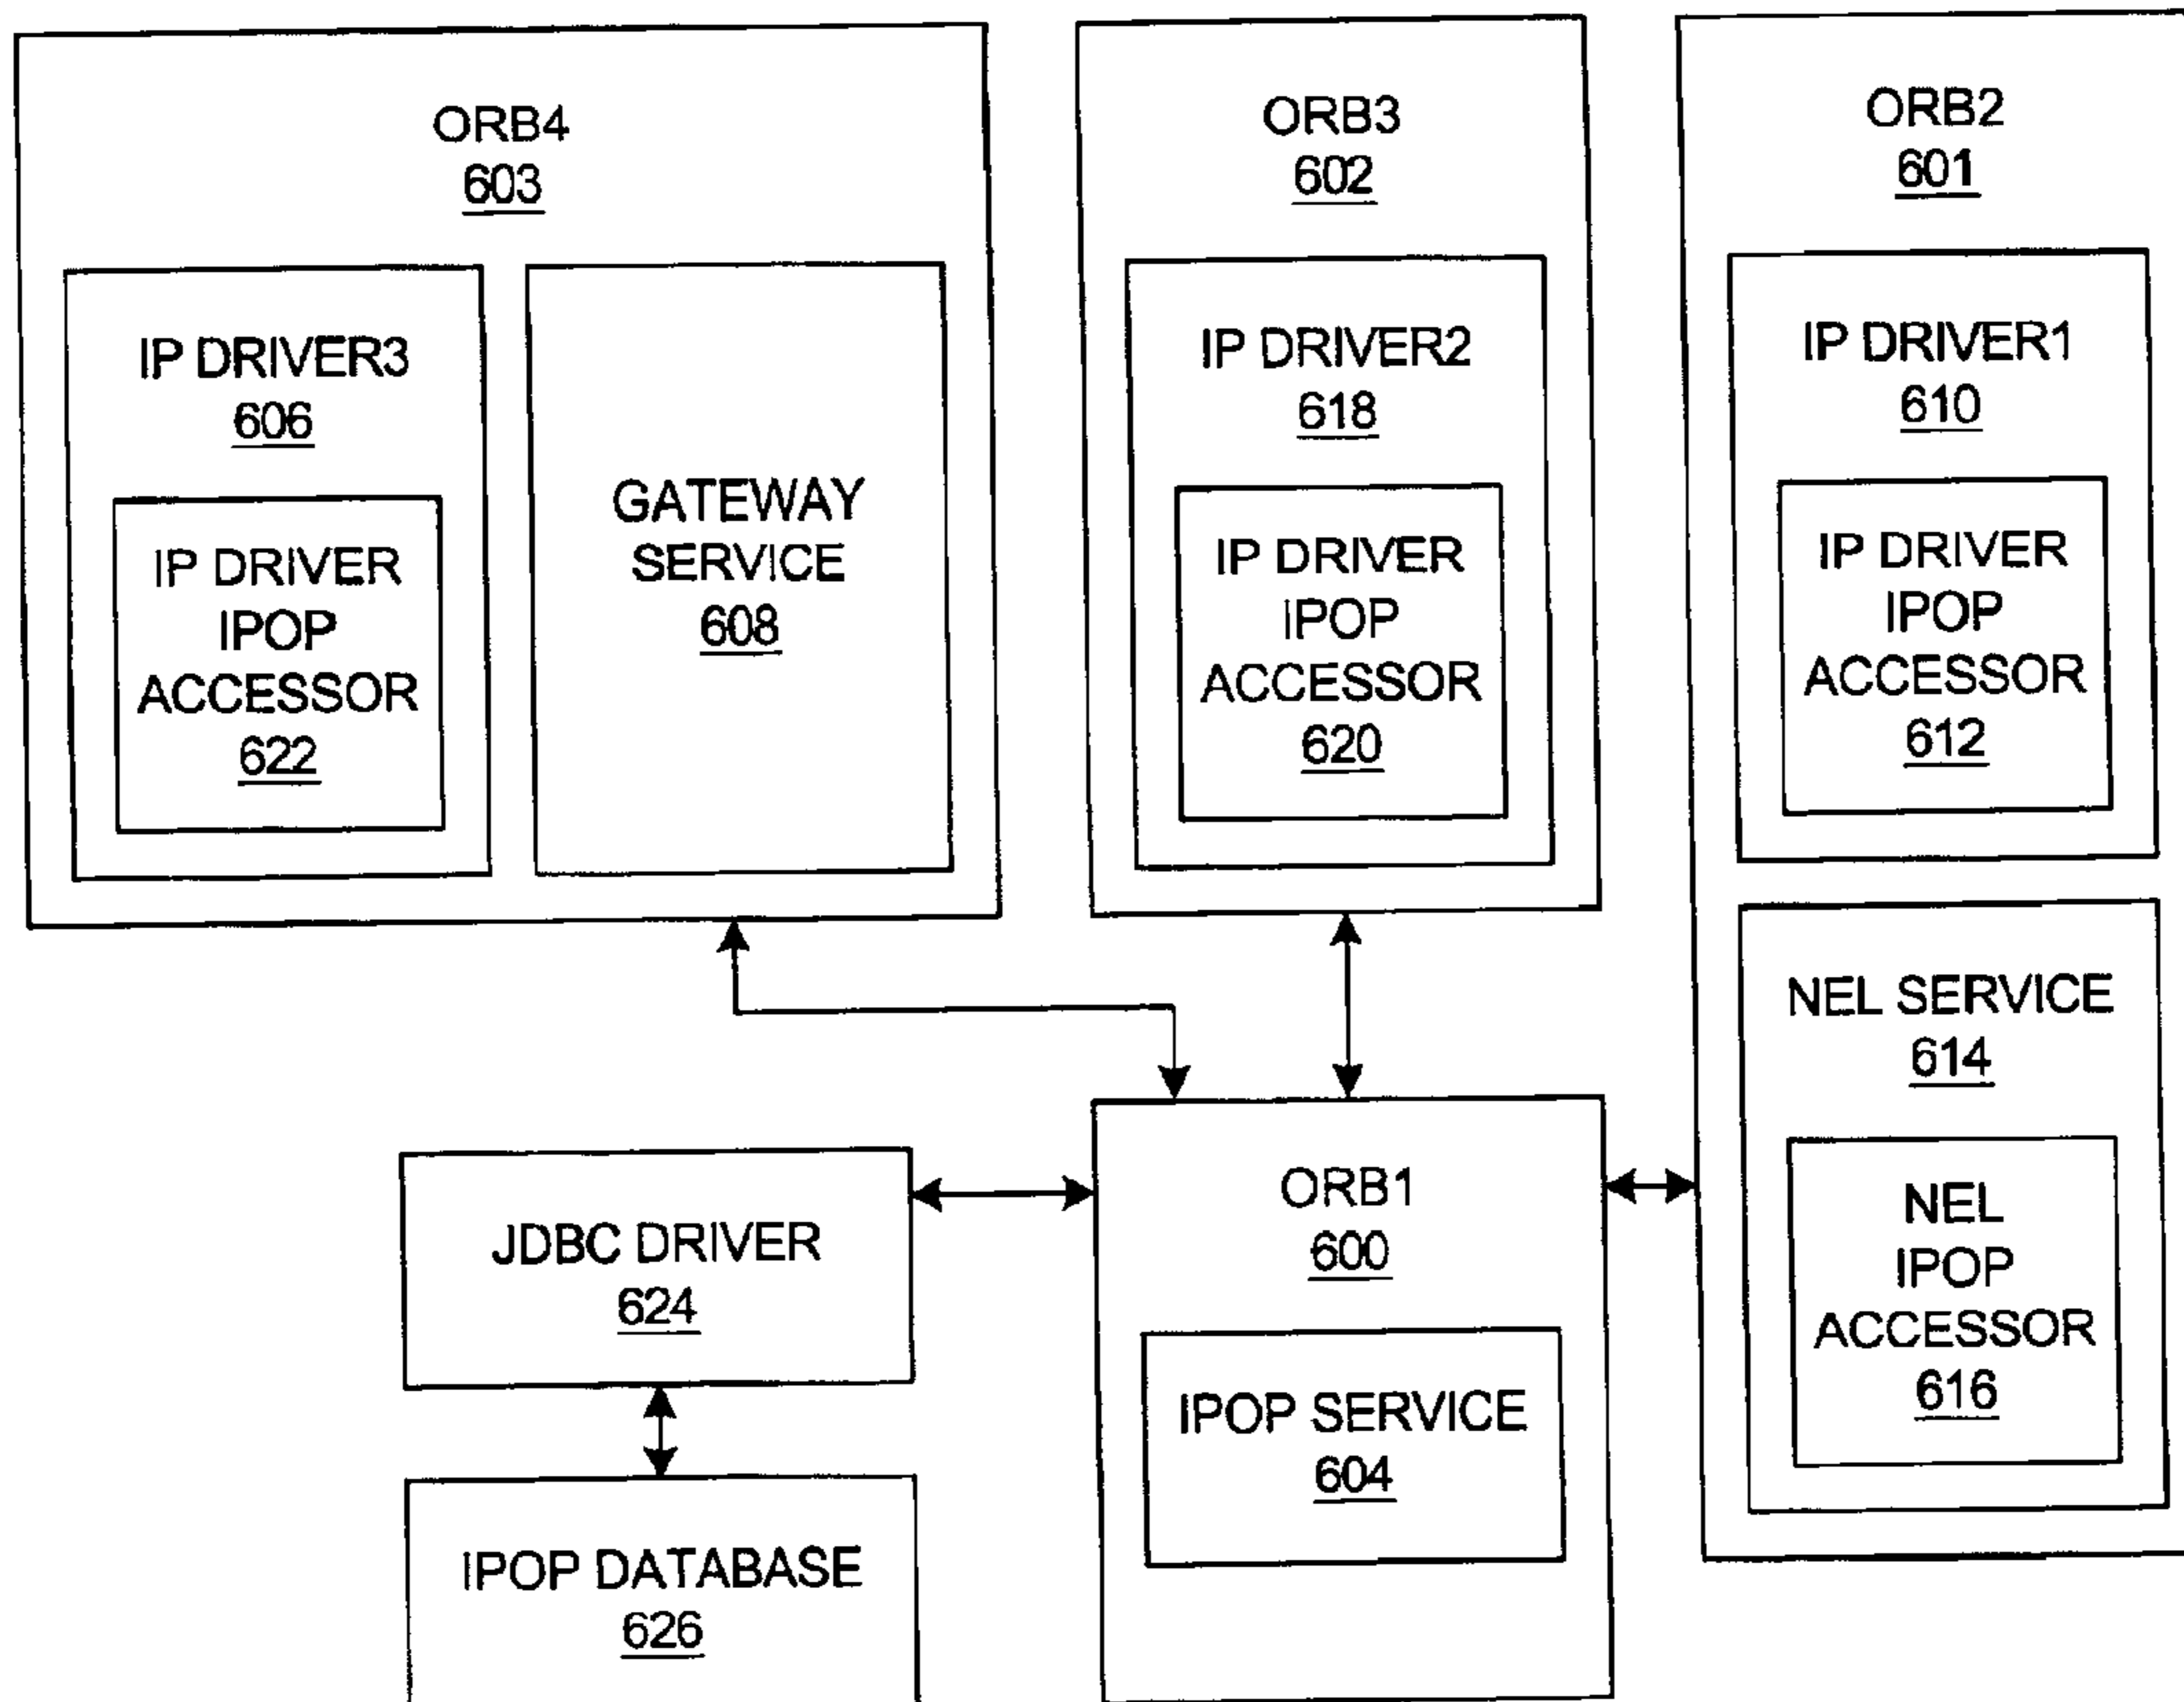 ORB4
603
IP DRIVER3
606
IP DRIVER
IPOP
ACCESSOR
622
GATEWAY
SERVICE
608
ORB3
602
IP DRIVER2
618
IP DRIVER
IPOP
ACCESSOR
620
ORB2
601
IP DRIVER1
610
IP DRIVER
IPOP
ACCESSOR
612
NEL SERVICE
614
NEL
IPOP
ACCESSOR
616
JDBC DRIVER
624
ORB1
600
IPOP SERVICE
604
IPOP DATABASE
626